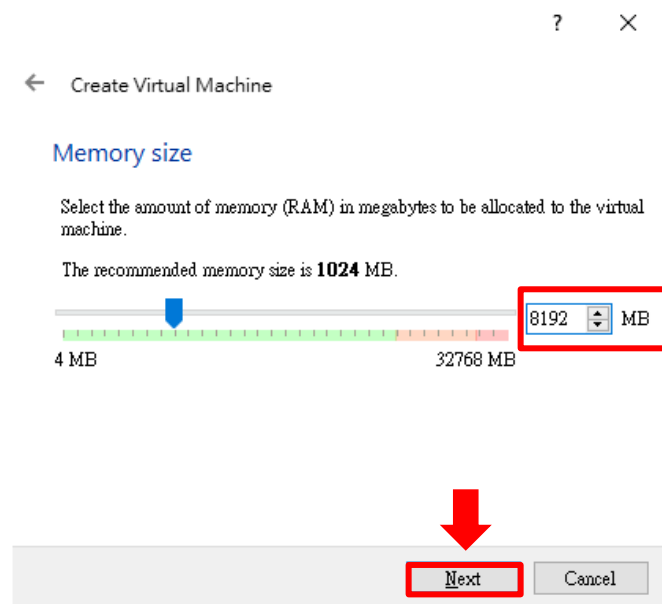 ?
Create Virtual Machine
Memory size
Select the amount of memory (RAM) in megabytes to be allocated to the virtual
machine.
The recommended memory size is 1024 MB.
8192 MB
4 MB 32768 MB
Next Cancel